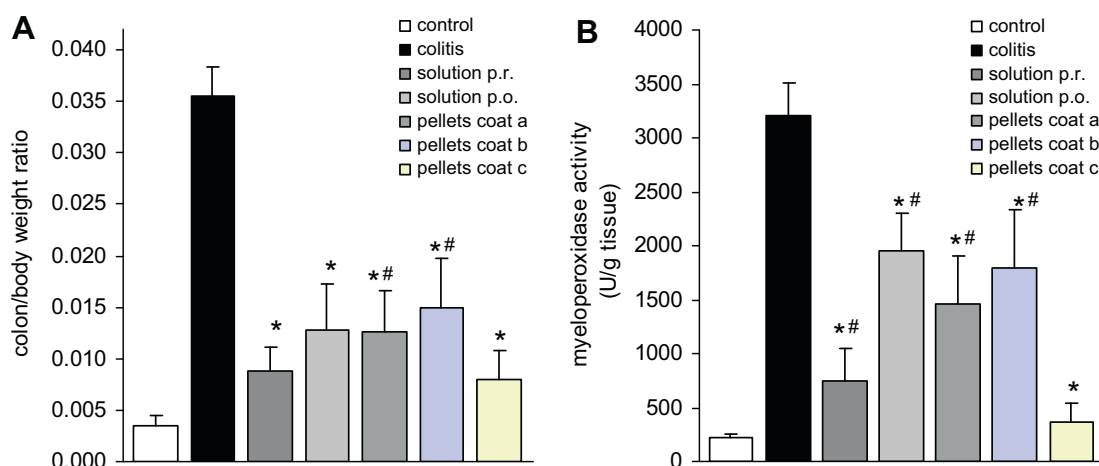 A
colon/body weight ratio
0.040
0.035
0.030
0.025
0.020
0.015
0.010
0.005
0.000
control
colitis
solution p.r.
solution p.o.
pellets coat a
pellets coat b
pellets coat c
*
*
*#
*#
*
B
myeloperoxidase activity
(U/g tissue)
4000
3500
3000
2500
2000
1500
1000
500
0
control
colitis
solution p.r.
solution p.o.
pellets coat a
pellets coat b
pellets coat c
*#
*#
*#
*#
*